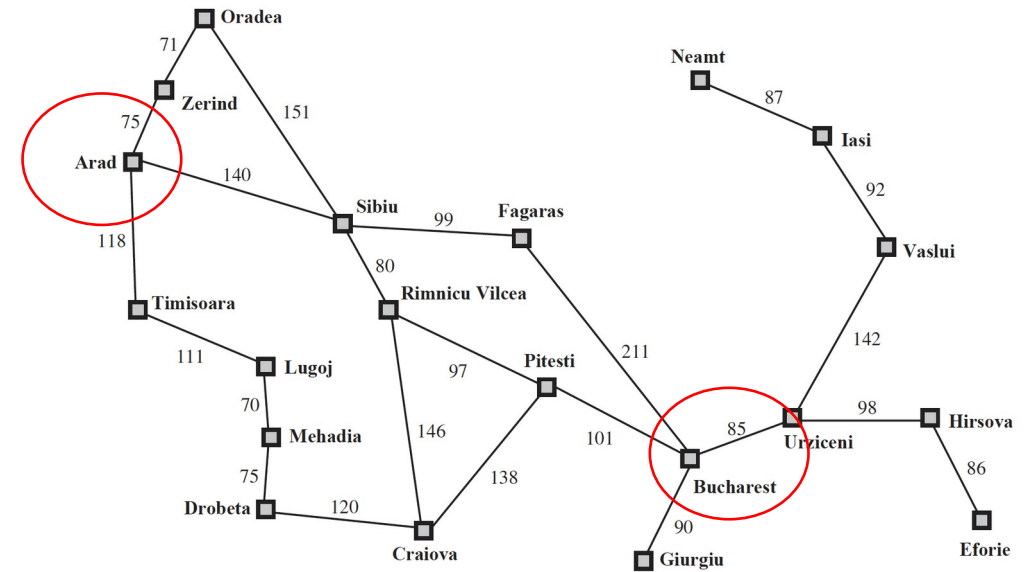 Oradea
71
Neamt
Zerind
87
151
75
Iasi
Arad
140
92
Sibiu
Fagaras
99
118
Vaslui
80
Timisoara
Rimnicu Vilcea
142
111
211
Lugoj
97
Pitesti
70
98
Hirsova
146
85
Urziceni
Mehadia
101
75
138
86
Bucharest
Drobeta
120
90
Craiova
Giurgiu
Eforie